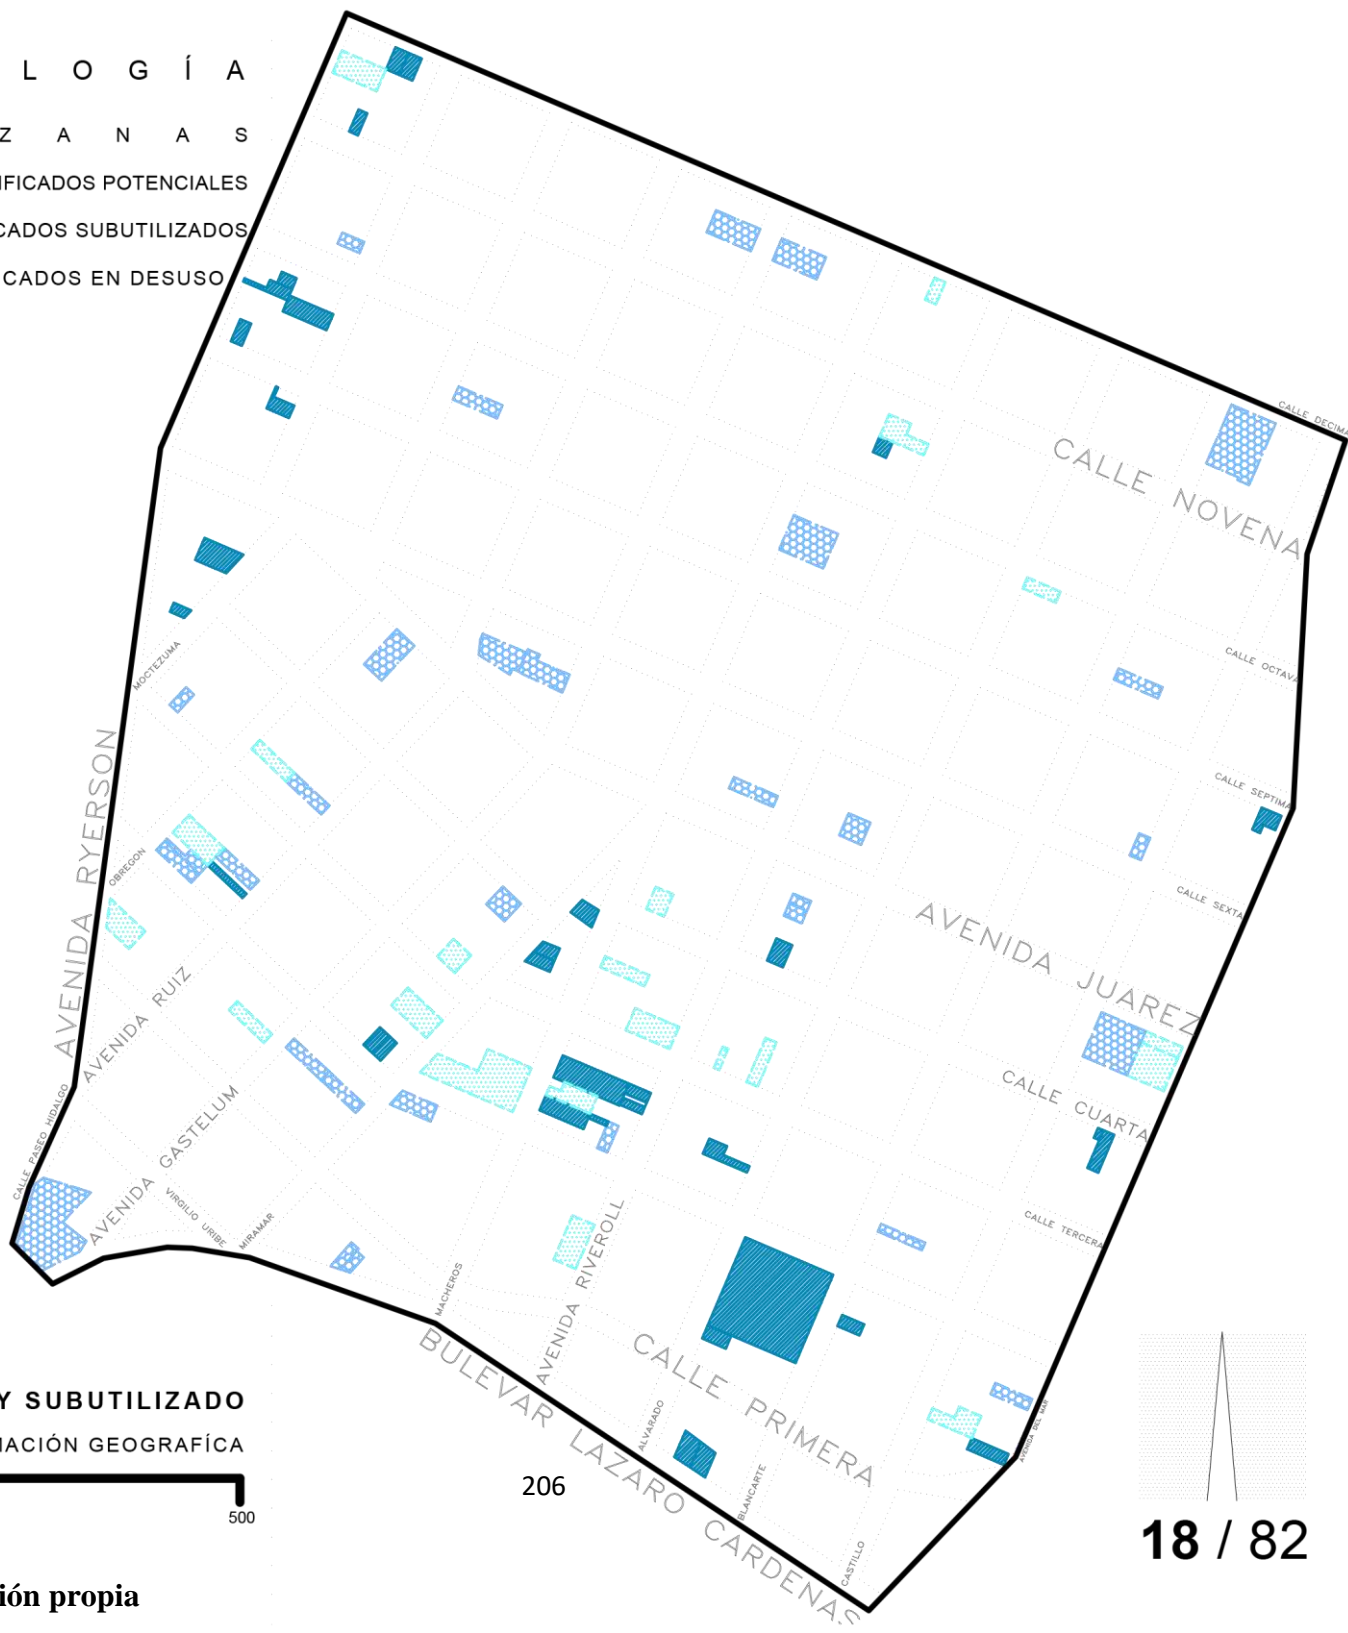 L O G Í A
Z A N A S
IFICADOS POTENCIALES
CADOS SUBUTILIZADOS
CADOS EN DESUSO
CALLE DECIMA
CALLE NOVENA
CALLE OCTAVA
MOCTEZUMA
CALLE SEPTIMA
AVENIDA RYERSON
OBREGON
CALLE SEXTA
AVENIDA JUAREZ
AVENIDA RUIZ
CALLE CUARTA
CALLE PASEO HIDALGO
AVENIDA GASTELUM
VIRGILIO URIBE
MIRAMAR
CALLE TERCERA
MACHEROS
AVENIDA RIVEROLL
BULEVAR LAZARO CARDENAS
CALLE PRIMERA
ALVARADO
BLANCARTE
CASTILLO
AVENIDA DEL MAR
Y SUBUTILIZADO
MACIÓN GEOGRAFÍCA
500
206
18 / 82
ión propia